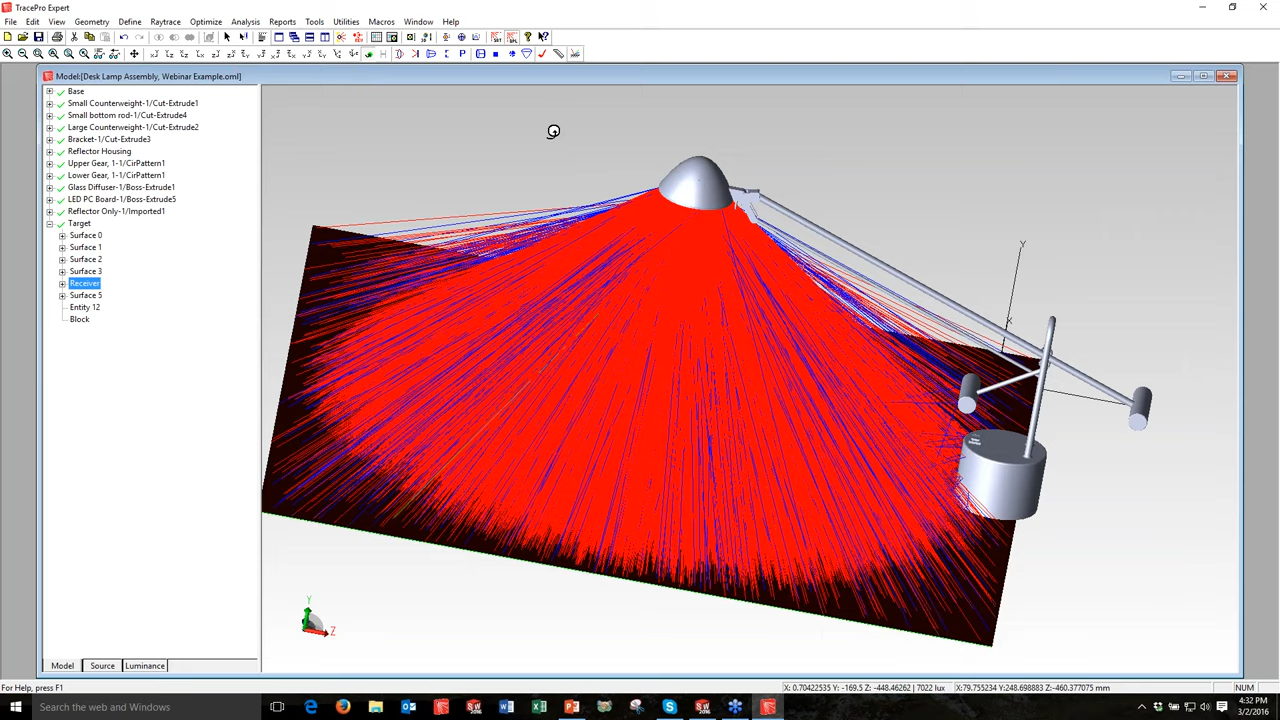 TracePro Expert
File Edit View Geometry Define Raytrace Optimize Analysis Reports Tools Utilities Macros Window Help
Model:[Desk Lamp Assembly, Webinar Example.oml]
Base
Small Counterweight-1/Cut-Extrude1
Small bottom rod-1/Cut-Extrude4
Large Counterweight-1/Cut-Extrude2
Bracket-1/Cut-Extrude3
Reflector Housing
Upper Gear, 1-1/CirPattern1
Lower Gear, 1-1/CirPattern1
Glass Diffuser-1/Boss-Extrude1
LED PC Board-1/Boss-Extrude5
Reflector Only-1/Imported1
Target
Surface 0
Surface 1
Surface 2
Surface 3
Receiver
Surface 5
Entity 12
Block
Y
X
Y
Z
Model Source Luminance
For Help, press F1
X: 0.70422535 Y: -169.5 Z: -448.46262 | 7022 lux
X:79.755234 Y:248.698883 Z:-460.377075 mm
NUM
Search the web and Windows
4:32 PM
3/2/2016